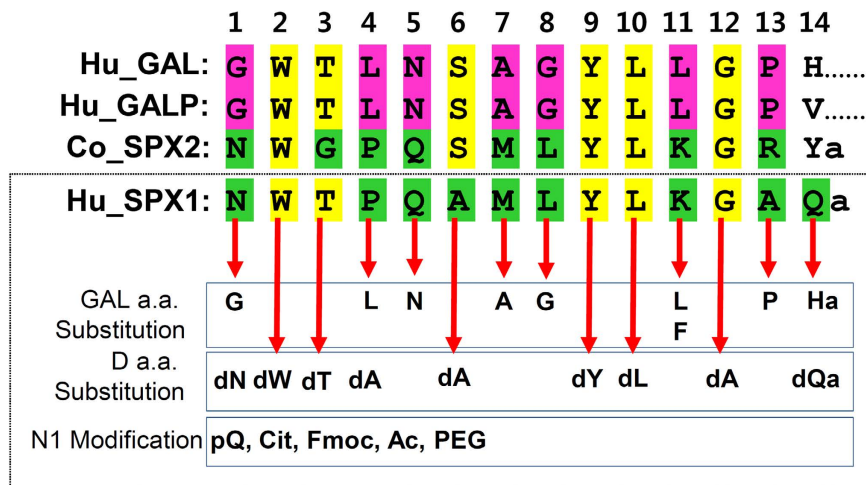 1 2 3 4 5 6 7 8 9 10 11 12 13 14
Hu_GAL: G W T L N S A G Y L L G P H......
Hu_GALP: G W T L N S A G Y L L G P V......
Co_SPX2: N W G P Q S M L Y L K G R Ya
Hu_SPX1: N W T P Q A M L Y L K G A Qa
GAL a.a. G L N A G L P Ha
Substitution F
D a.a.
Substitution dN dW dT dA dA dY dL dA dQa
N1 Modification pQ, Cit, Fmoc, Ac, PEG